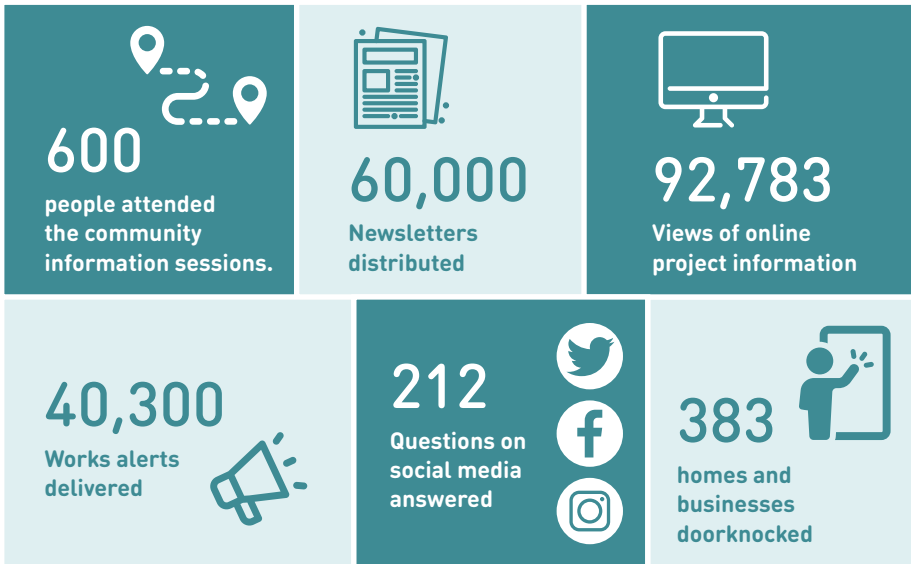 600
people attended
the community
information sessions.
60,000
Newsletters
distributed
92,783
Views of online
project information
40,300
Works alerts
delivered
212
Questions on
social media
answered
383
homes and
businesses
doorknocked